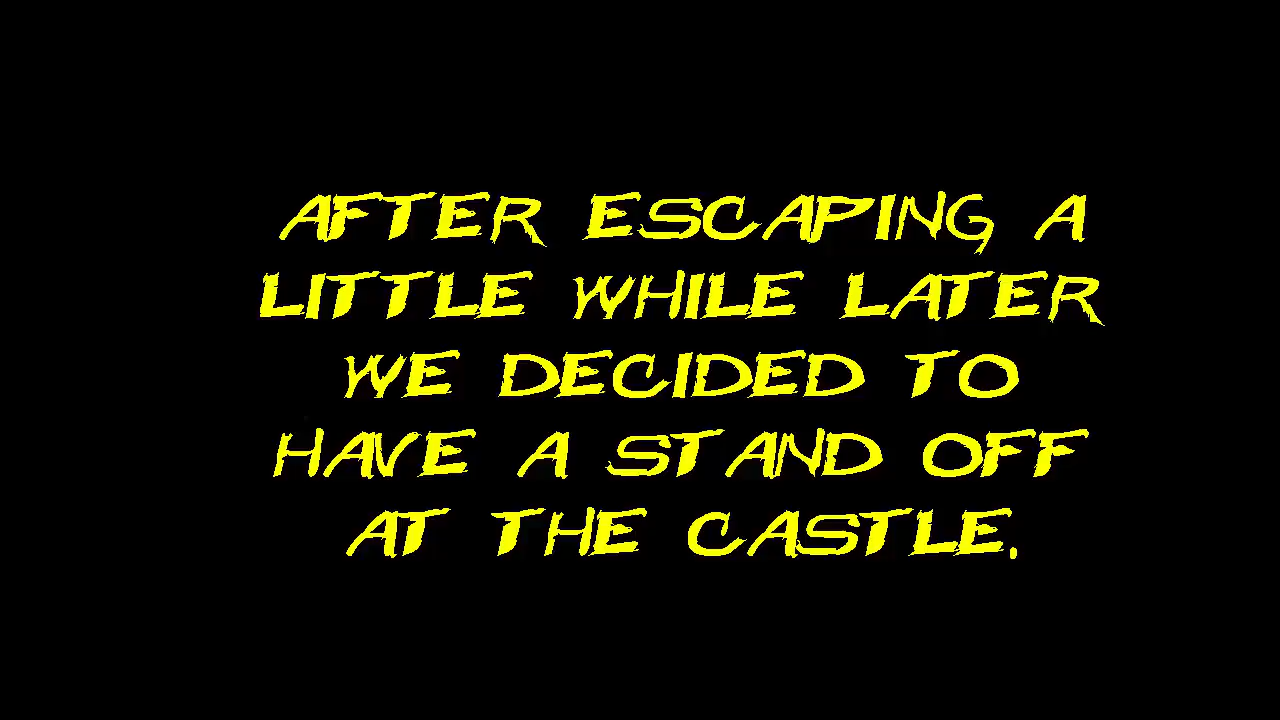 AFTER ESCAPING A
LITTLE WHILE LATER
WE DECIDED TO
HAVE A STAND OFF
AT THE CASTLE.